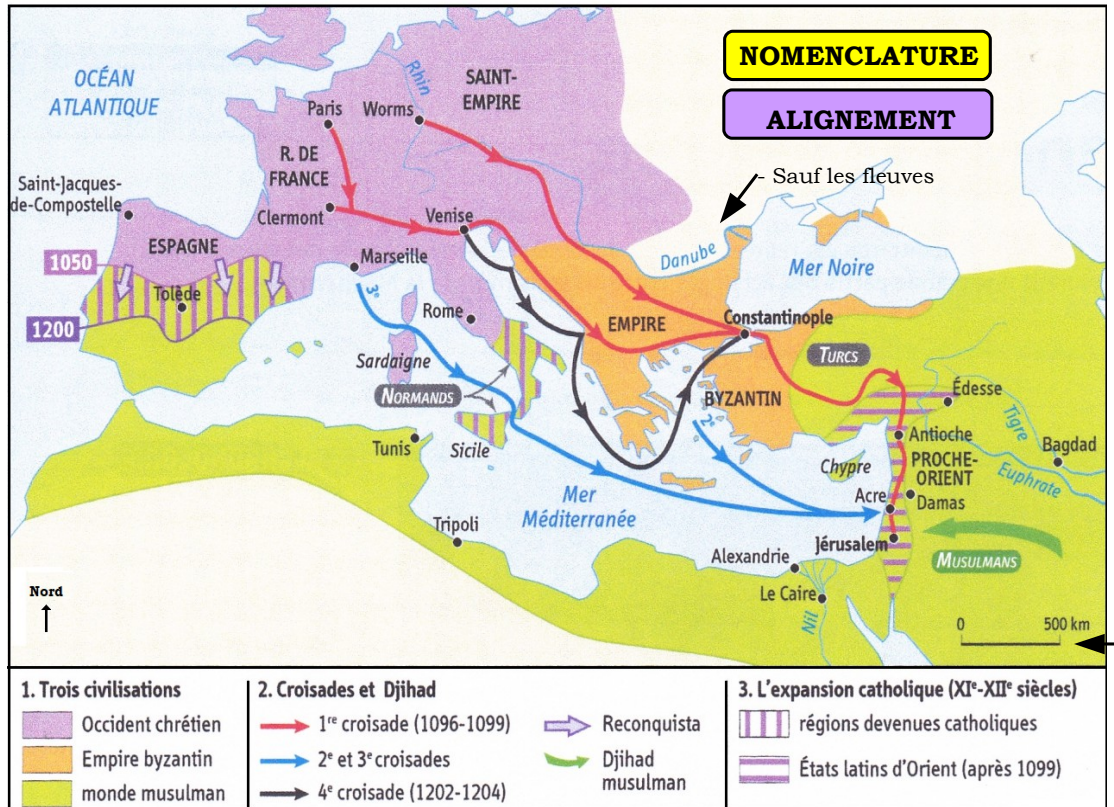 NOMENCLATURE
ALIGNEMENT
- Sauf les fleuves
OCÉAN
ATLANTIQUE
Rhin
SAINT-
EMPIRE
Paris
Worms
R. DE
FRANCE
Saint-Jacques-
de-Compostelle
Clermont
Venise
ESPAGNE
Marseille
Danube
Mer Noire
1050
Tolède
3e
1200
Rome
EMPIRE
Constantinople
Sardaigne
TURCS
NORMANDS
BYZANTIN
Édesse
2e
Tigre
Tunis
Sicile
Antioche
Bagdad
Chypre
PROCHE-
ORIENT
Euphrate
Mer
Méditerranée
Acre
Damas
Tripoli
Jérusalem
Alexandrie
MUSULMANS
Nord
Le Caire
Nil
0 500 km
1. Trois civilisations
Occident chrétien
Empire byzantin
monde musulman
2. Croisades et Djihad
1re croisade (1096-1099)
2e et 3e croisades
4e croisade (1202-1204)
Reconquista
Djihad
musulman
3. L'expansion catholique (XIe-XIIe siècles)
régions devenues catholiques
États latins d'Orient (après 1099)